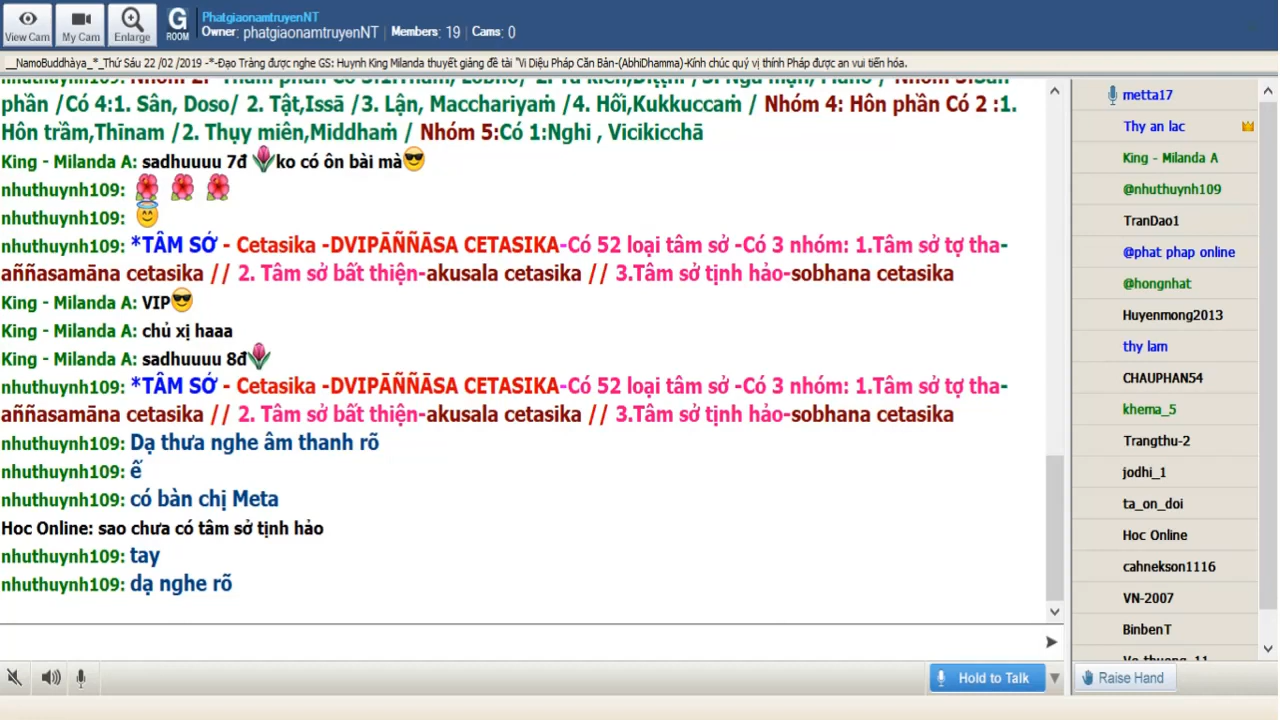 View Cam
My Cam
Enlarge
G
ROOM
PhatgiaonamtruyenNT
Owner: phatgiaonamtruyenNT | Members: 19 | Cams: 0
__NamoBuddhàya_*_Thứ Sáu 22 /02 /2019 -*-Đạo Tràng được nghe GS: Huynh King Milanda thuyết giảng đề tài "Vi Diệu Pháp Căn Bản-(AbhiDhamma)-Kính chúc quý vị thính Pháp được an vui tiến hóa.
phần /Có 4:1. Sân, Doso/ 2. Tật,Issā /3. Lận, Macchariyaṁ /4. Hối,Kukkuccaṁ / Nhóm 4: Hôn phần Có 2 :1.
Hôn trầm,Thīnam /2. Thụy miên,Middhaṁ / Nhóm 5:Có 1:Nghi , Vicikicchā
King - Milanda A: sadhuuuu 7đ ko có ôn bài mà
nhuthuynh109:
nhuthuynh109:
nhuthuynh109: *TÂM SỞ - Cetasika -DVIPĀÑÑĀSA CETASIKA-Có 52 loại tâm sở -Có 3 nhóm: 1.Tâm sở tợ tha-
aññasamāna cetasika // 2. Tâm sở bất thiện-akusala cetasika // 3.Tâm sở tịnh hảo-sobhana cetasika
King - Milanda A: VIP
King - Milanda A: chủ xị haaa
King - Milanda A: sadhuuuu 8đ
nhuthuynh109: *TÂM SỞ - Cetasika -DVIPĀÑÑĀSA CETASIKA-Có 52 loại tâm sở -Có 3 nhóm: 1.Tâm sở tợ tha-
aññasamāna cetasika // 2. Tâm sở bất thiện-akusala cetasika // 3.Tâm sở tịnh hảo-sobhana cetasika
nhuthuynh109: Dạ thưa nghe âm thanh rõ
nhuthuynh109: ế
nhuthuynh109: có bàn chị Meta
Hoc Online: sao chưa có tâm sở tịnh hảo
nhuthuynh109: tay
nhuthuynh109: dạ nghe rõ
Hold to Talk
metta17
Thy an lac
King - Milanda A
@nhuthuynh109
TranDao1
@phat phap online
@hongnhat
Huyenmong2013
thy lam
CHAUPHAN54
khema_5
Trangthu-2
jodhi_1
ta_on_doi
Hoc Online
cahnekson1116
VN-2007
BinbenT
Raise Hand